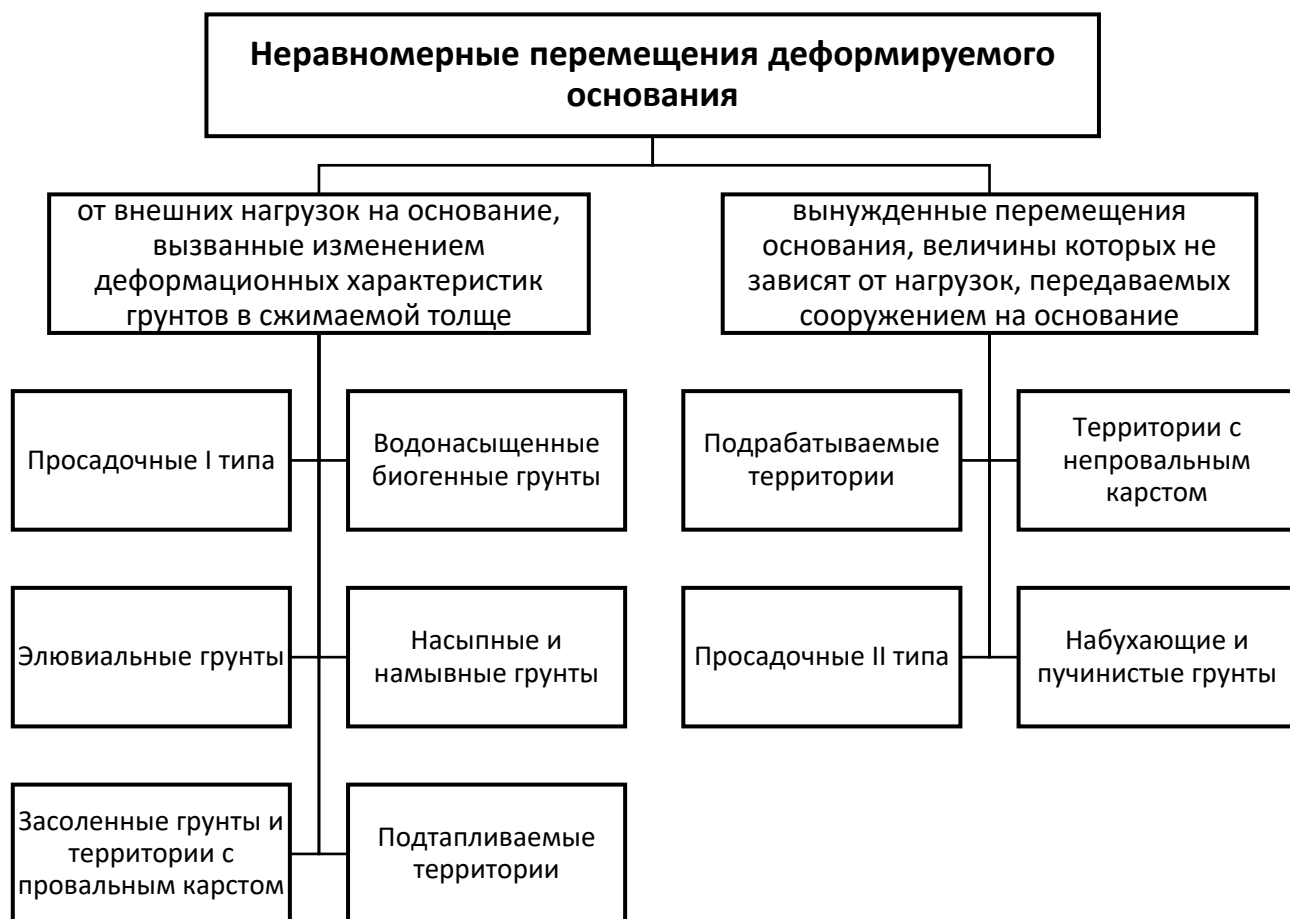 Неравномерные перемещения деформируемого
основания
от внешних нагрузок на основание,
вызванные изменением
деформационных характеристик
грунтов в сжимаемой толще
вынужденные перемещения
основания, величины которых не
зависят от нагрузок, передаваемых
сооружением на основание
Просадочные I типа
Водонасыщенные
биогенные грунты
Подрабатываемые
территории
Территории с
непровальным
карстом
Элювиальные грунты
Насыпные и
намывные грунты
Просадочные II типа
Набухающие и
пучинистые грунты
Засоленные грунты и
территории с
провальным карстом
Подтапливаемые
территории